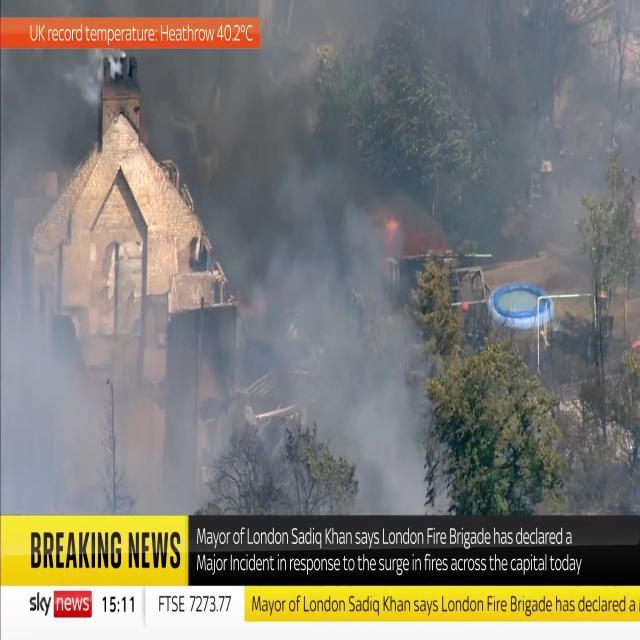 UK record temperature: Heathrow 40.2°C
BREAKING NEWS
Mayor of London Sadiq Khan says London Fire Brigade has declared a
Major Incident in response to the surge in fires across the capital today
sky news 15:11 FTSE 7273.77 Mayor of London Sadiq Khan says London Fire Brigade has declared a